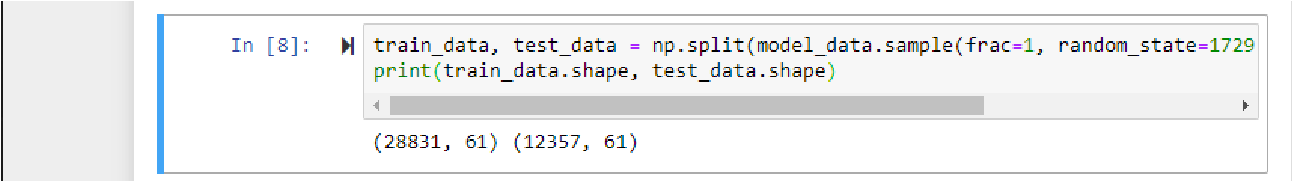 In [8]: train_data, test_data = np.split(model_data.sample(frac=1, random_state=1729
print(train_data.shape, test_data.shape)
(28831, 61) (12357, 61)